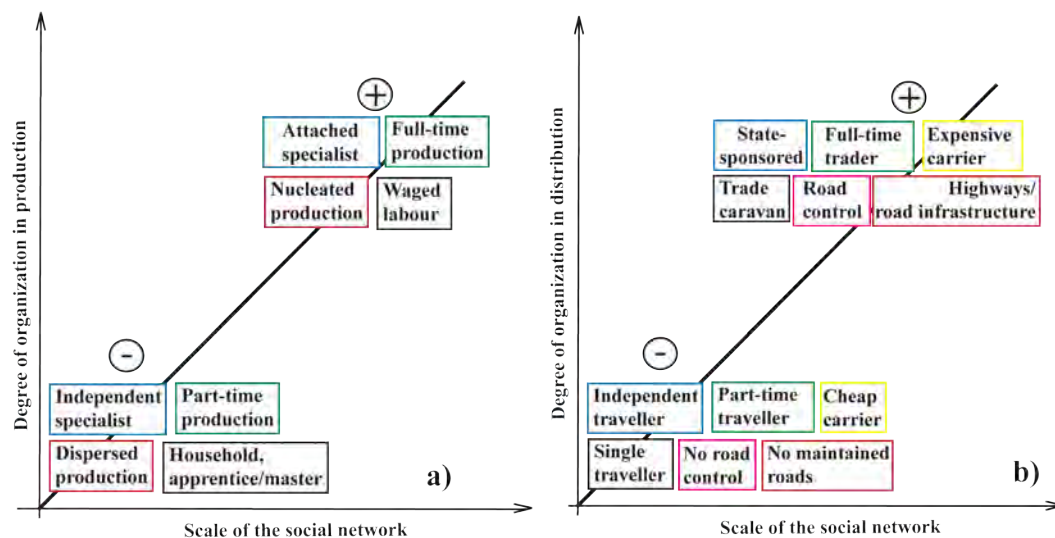 Degree of organization in production
+
Attached
specialist
Full-time
production
Nucleated
production
Waged
labour
-
Independent
specialist
Part-time
production
Dispersed
production
Household,
apprentice/master
a)
Scale of the social network
Degree of organization in distribution
+
State-
sponsored
Full-time
trader
Expensive
carrier
Trade
caravan
Road
control
Highways/
road infrastructure
-
Independent
traveller
Part-time
traveller
Cheap
carrier
Single
traveller
No road
control
No maintained
roads
b)
Scale of the social network